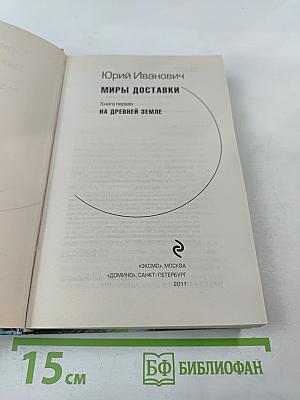 Юрий Иванович
МИРЫ ДОСТАВКИ
Книга первая
НА ДРЕВНЕЙ ЗЕМЛЕ
«ЭКСМО», МОСКВА
«ДОМИНО», САНКТ-ПЕТЕРБУРГ
2011
15 см
БФ БИБЛИОФАН